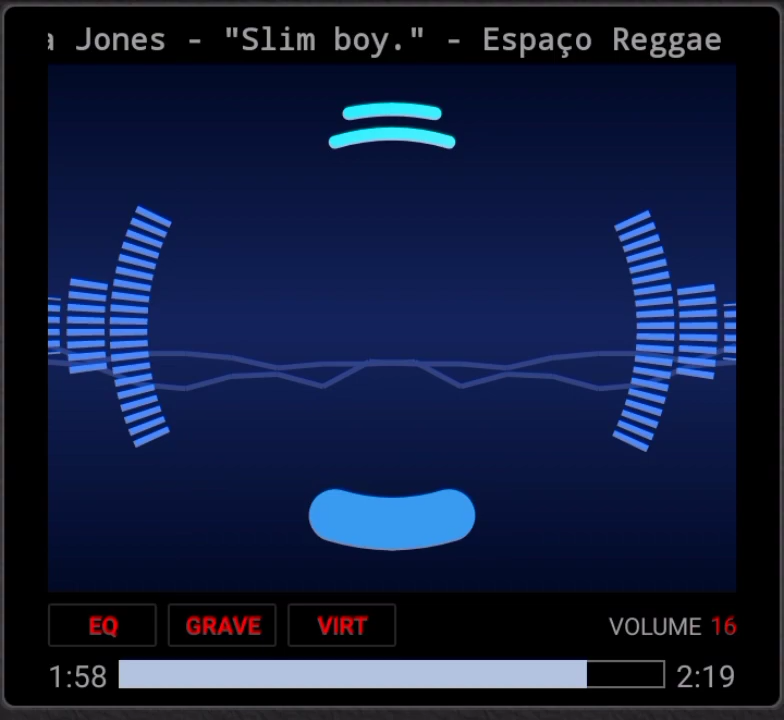 a Jones - "Slim boy." - Espaço Reggae
EQ GRAVE VIRT VOLUME 16
1:58 2:19